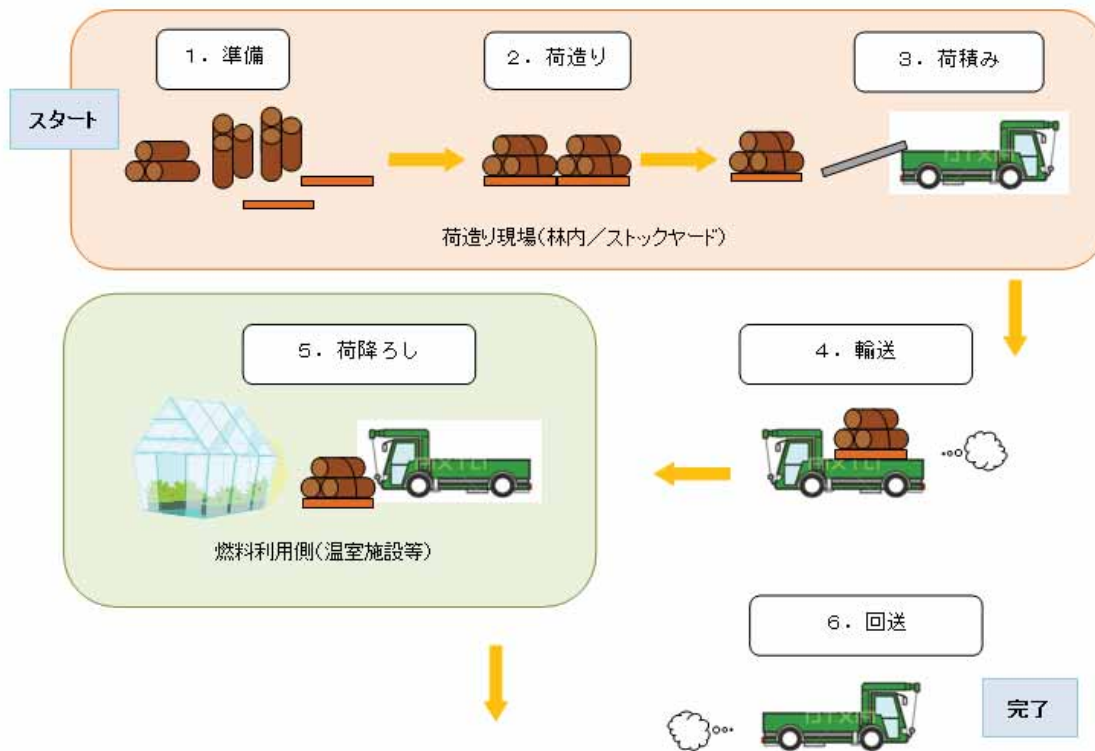 1．準備
2．荷造り
3．荷積み
スタート
荷造り現場(林内／ストックヤード)
4．輸送
5．荷降ろし
燃料利用側(温室施設等)
6．回送
完了